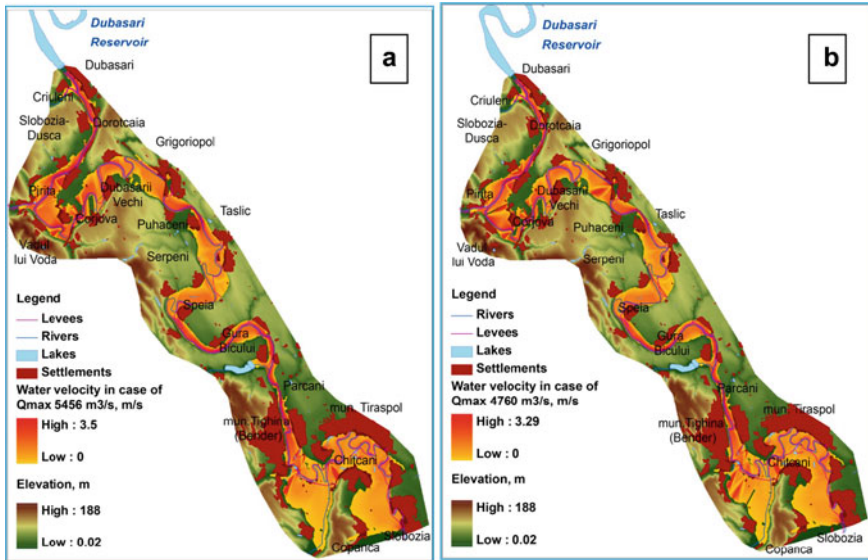 Dubasari
Reservoir
a
Dubasari
Criuleni
Slobozia-
Dusca
Dorotcaia
Grigoriopol
Pirita
Dubasarii
Vechi
Corjova
Taslic
Puhaceni
Vadul
lui Voda
Serpeni
Speia
Gura
Bicului
Parcani
mun. Tiraspol
mun. Tighina
(Bender)
Chitcani
Slobozia
Copanca
Legend
Levees
Rivers
Lakes
Settlements
Water velocity in case of
Qmax 5456 m3/s, m/s
High : 3.5
Low : 0
Elevation, m
High : 188
Low : 0.02
Dubasari
Reservoir
b
Dubasari
Criuleni
Slobozia-
Dusca
Dorotcaia
Grigoriopol
Pirita
Dubasarii
Vechi
Corjova
Taslic
Puhaceni
Vadul
lui Voda
Serpeni
Speia
Gura
Bicului
Parcani
mun. Tiraspol
mun. Tighina
(Bender)
Chitcani
Slobozia
Copanca
Legend
Rivers
Levees
Lakes
Settlements
Water velocity in case of
Qmax 4760 m3/s, m/s
High : 3.29
Low : 0
Elevation, m
High : 188
Low : 0.02